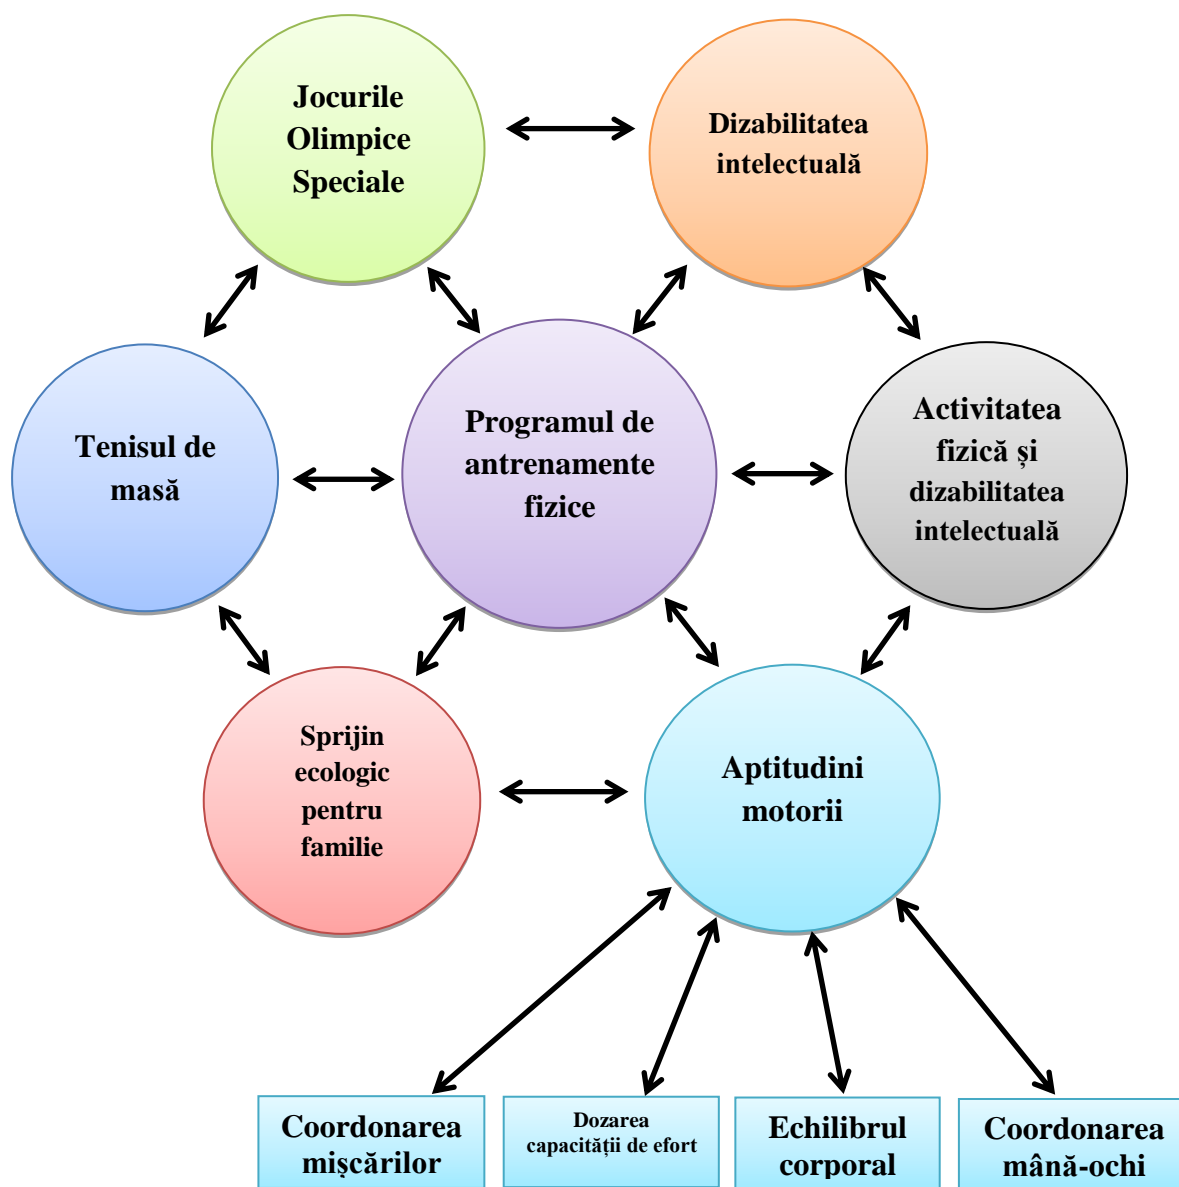 Jocurile
Olimpice
Speciale
Dizabilitatea
intelectuală
Tenisul de
masă
Programul de
antrenamente
fizice
Activitatea
fizică și
dizabilitatea
intelectuală
Sprijin
ecologic
pentru
familie
Aptitudini
motorii
Coordonarea
mișcărilor
Dozarea
capacității de efort
Echilibrul
corporal
Coordonarea
mână-ochi